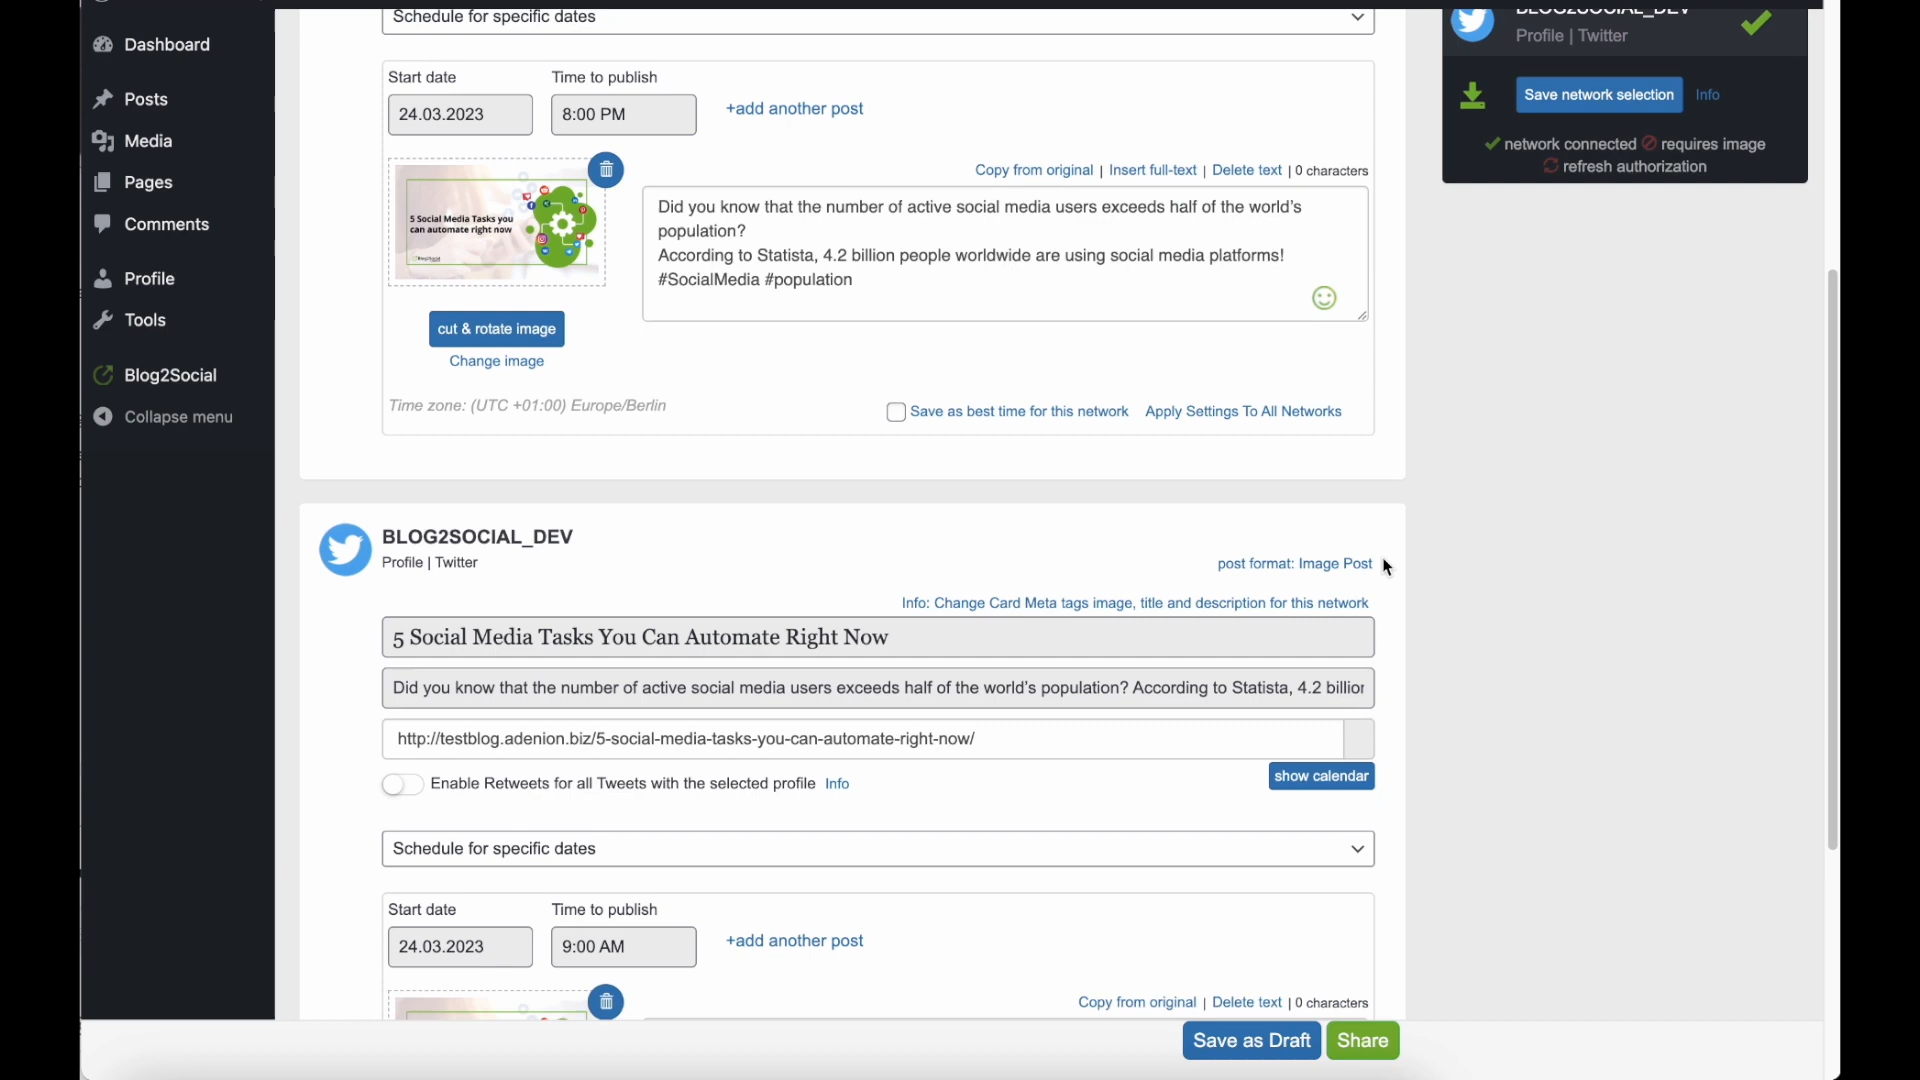 Schedule for specific dates
BLOG2SOCIAL_DEV
Profile | Twitter
Dashboard
Posts
Media
Pages
Comments
Profile
Tools
Blog2Social
Collapse menu
Start date
Time to publish
24.03.2023
8:00 PM
+add another post
Copy from original | Insert full-text | Delete text | 0 characters
5 Social Media Tasks you
can automate right now
Did you know that the number of active social media users exceeds half of the world's
population?
According to Statista, 4.2 billion people worldwide are using social media platforms!
#SocialMedia #population
cut & rotate image
Change image
Time zone: (UTC +01:00) Europe/Berlin
Save as best time for this network
Apply Settings To All Networks
Save network selection
Info
network connected
requires image
refresh authorization
BLOG2SOCIAL_DEV
Profile | Twitter
post format: Image Post
Info: Change Card Meta tags image, title and description for this network
5 Social Media Tasks You Can Automate Right Now
Did you know that the number of active social media users exceeds half of the world's population? According to Statista, 4.2 billior
http://testblog.adenion.biz/5-social-media-tasks-you-can-automate-right-now/
Enable Retweets for all Tweets with the selected profile Info
show calendar
Schedule for specific dates
Start date
Time to publish
24.03.2023
9:00 AM
+add another post
Copy from original | Delete text | 0 characters
Save as Draft
Share